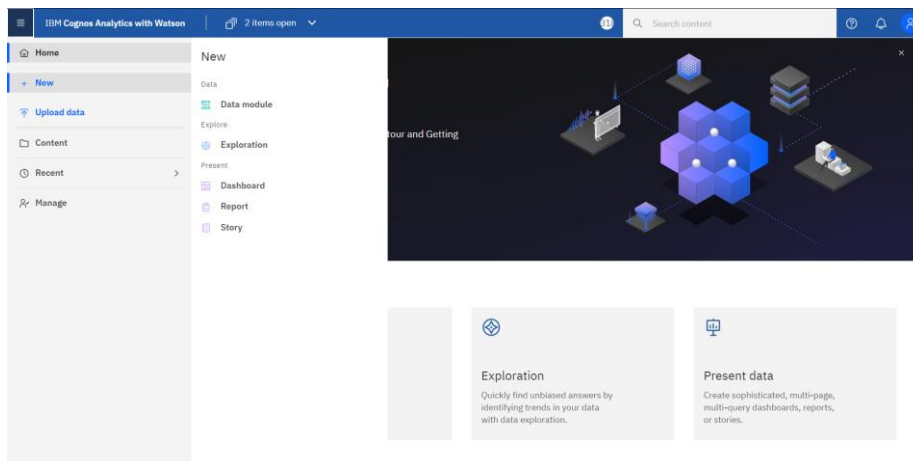 IBM Cognos Analytics with Watson
2 items open
Search content
Home
New
Upload data
Content
Recent
Manage
New
Data
Data module
Explore
Exploration
Present
Dashboard
Report
Story
tour and Getting
Exploration
Quickly find unbiased answers by
identifying trends in your data
with data exploration.
Present data
Create sophisticated, multi-page,
multi-query dashboards, reports,
or stories.